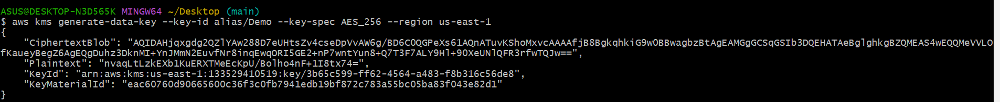 ASUS@DESKTOP-N3D565K MINGW64 ~/Desktop (main)
$ aws kms generate-data-key --key-id alias/Demo --key-spec AES_256 --region us-east-1
{
    "CiphertextBlob": "AQIDAHjqxgdg2QZlYAw288D7eUHtsZv4cseDpVvAW6g/BD6COQGPeXs61AQnATuvKShoMxvcAAAAfjB8BgkqhkiG9w0BBwagbzBtAgEAMGgGCSqGSIb3DQEHATAeBglghkgBZQMEAS4wEQQMeVVLO
fKaueyBegZ6AgEQgDuhz3DknMI+YnJMmN2EuvfNr8inqEwqORI5GE2+nP7wntYun8+Q7T3F7ALY9Hl+9OXeUNlQFR3rfwTQJw==",
    "Plaintext": "nvaqLtLzkEXb1KuERXTMeEcKpU/Bolho4nF+1I8tx74=",
    "KeyId": "arn:aws:kms:us-east-1:133529410519:key/3b65c599-ff62-4564-a483-f8b316c56de8",
    "KeyMaterialId": "eac60760d90665600c36f3c0fb7941edb19bf872c783a55bc05ba83f043e82d1"
}